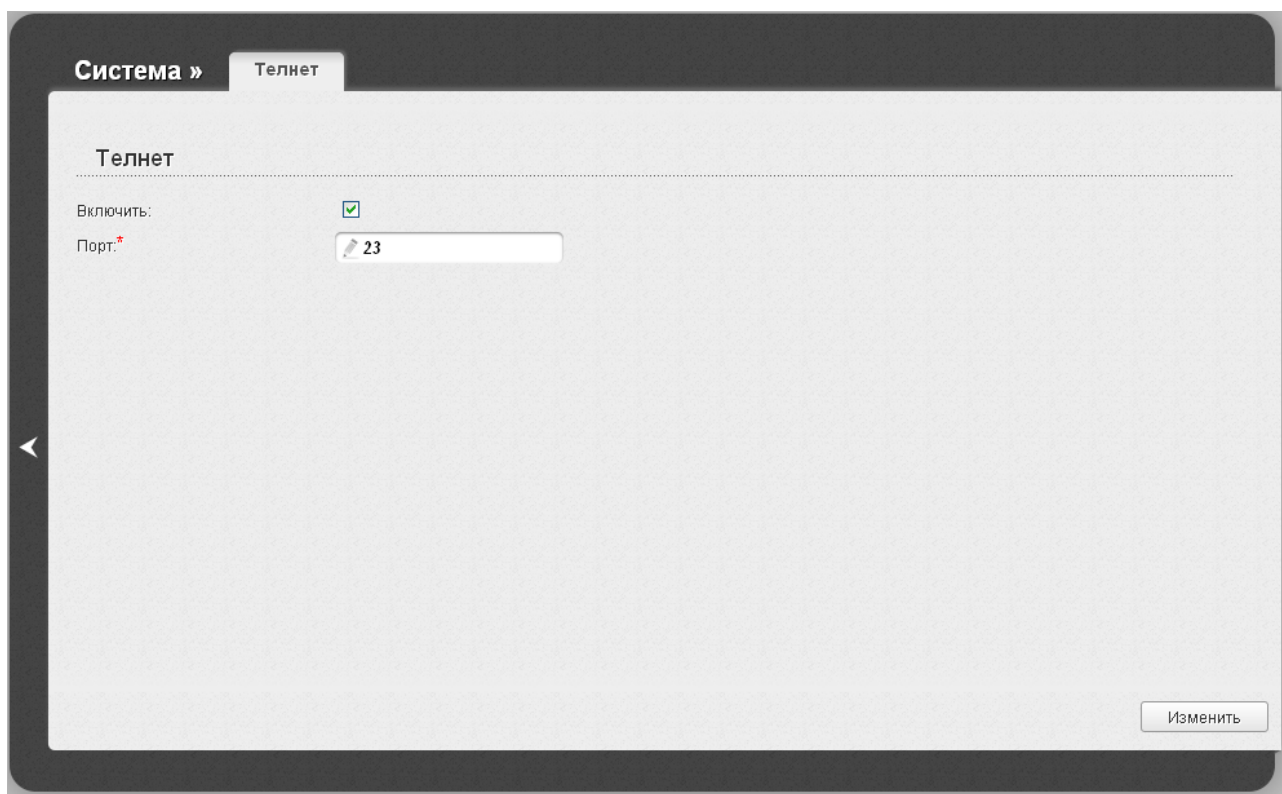 Система »
Телнет
Телнет
Включить:
Порт:*
23
Изменить